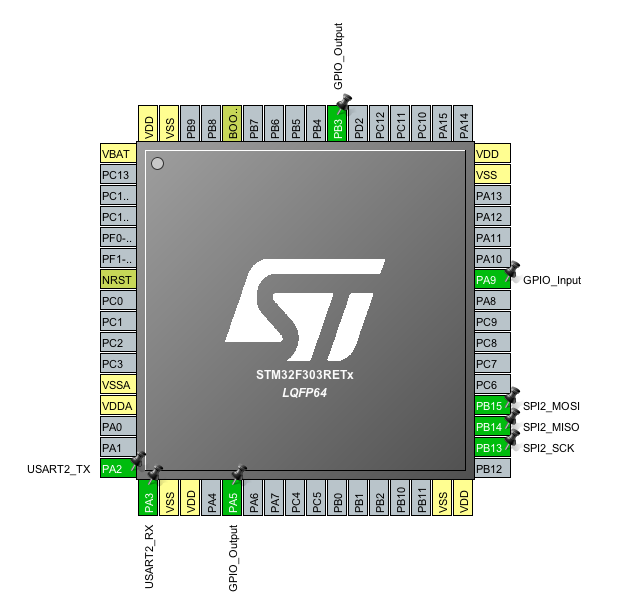 GPIO_Output
VDD
VSS
PB9
PB8
BOO..
PB7
PB6
PB5
PB4
PB3
PD2
PC12
PC11
PC10
PA15
PA14
VBAT
PC13
PC1..
PC1..
PF0-..
PF1-..
NRST
PC0
PC1
PC2
PC3
VSSA
VDDA
PA0
PA1
USART2_TX PA2
ST
STM32F303RETx
LQFP64
VDD
VSS
PA13
PA12
PA11
PA10
PA9 GPIO_Input
PA8
PC9
PC8
PC7
PC6
PB15 SPI2_MOSI
PB14 SPI2_MISO
PB13 SPI2_SCK
PB12
PA3
VSS
VDD
PA4
PA5
PA6
PA7
PC4
PC5
PB0
PB1
PB2
PB10
PB11
VSS
VDD
USART2_RX
GPIO_Output